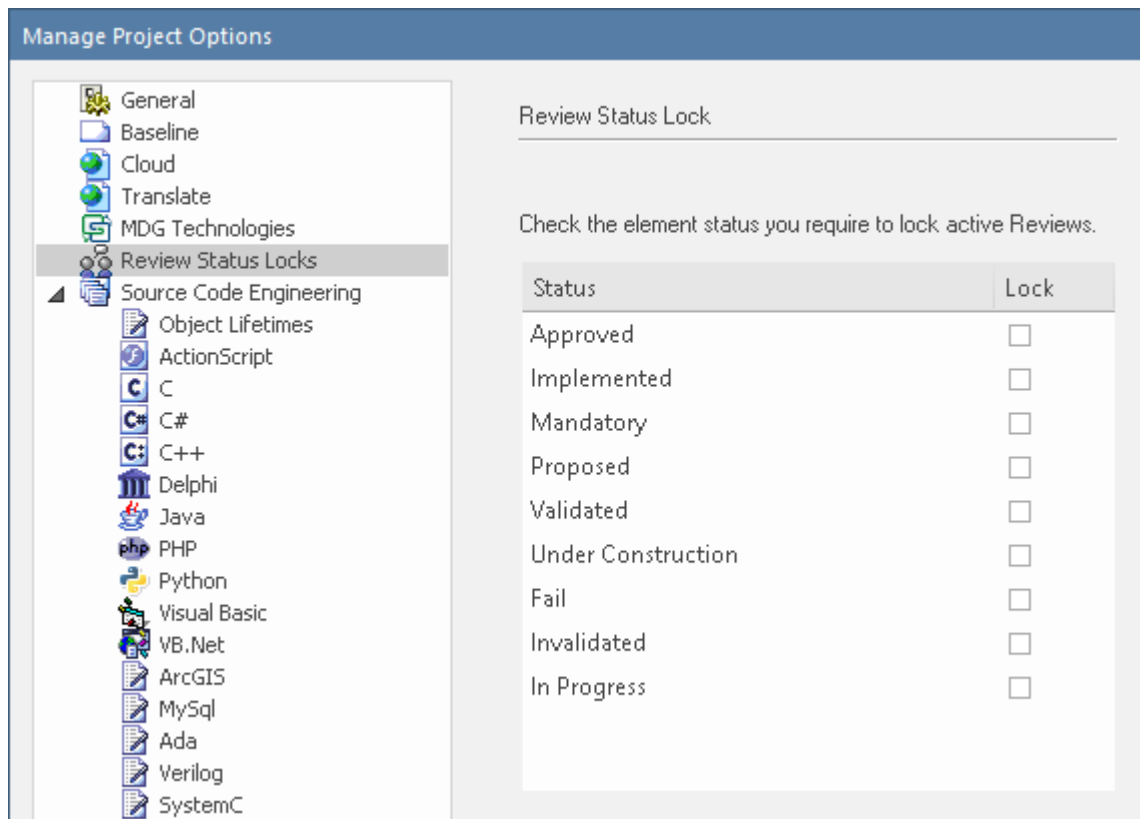 Manage Project Options
General
Baseline
Cloud
Translate
MDG Technologies
Review Status Locks
Source Code Engineering
Object Lifetimes
ActionScript
C
C#
C++
Delphi
Java
php PHP
Python
Visual Basic
VB.Net
ArcGIS
MySql
Ada
Verilog
SystemC
Review Status Lock
Check the element status you require to lock active Reviews.
Status Lock
Approved
Implemented
Mandatory
Proposed
Validated
Under Construction
Fail
Invalidated
In Progress